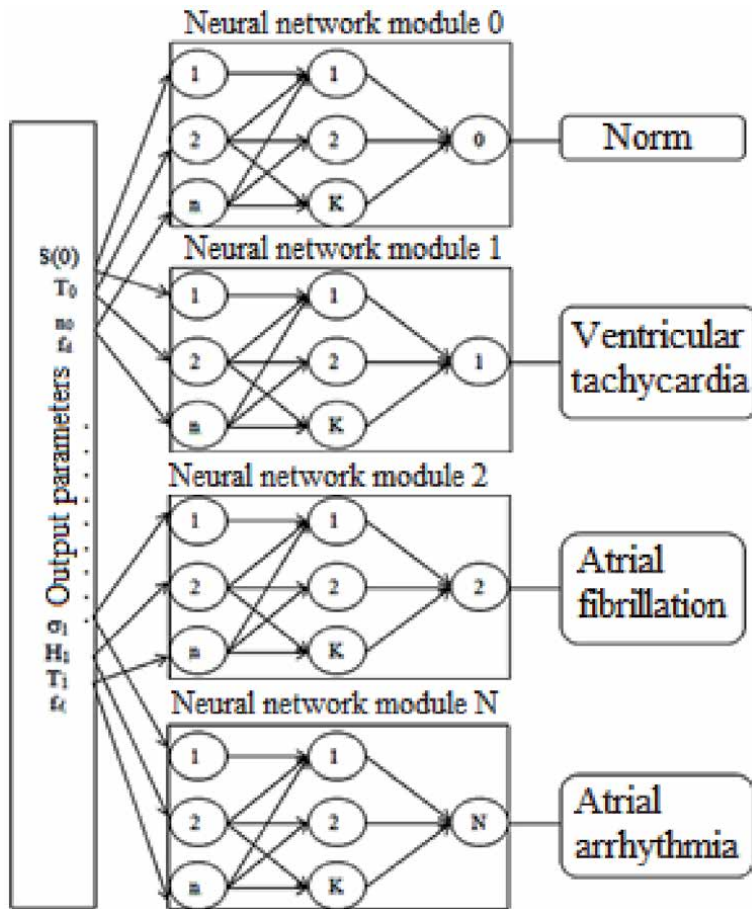 Neural network module 0
1
1
2
2
0
n
K
Norm
Neural network module 1
1
1
2
2
1
n
K
Ventricular
tachycardia
Neural network module 2
1
1
2
2
2
n
K
Atrial
fibrillation
Neural network module N
1
1
2
2
N
n
K
Atrial
arrhythmia
Output parameters
S(0)
T₀
n₀
σ₁
H₁
T₁